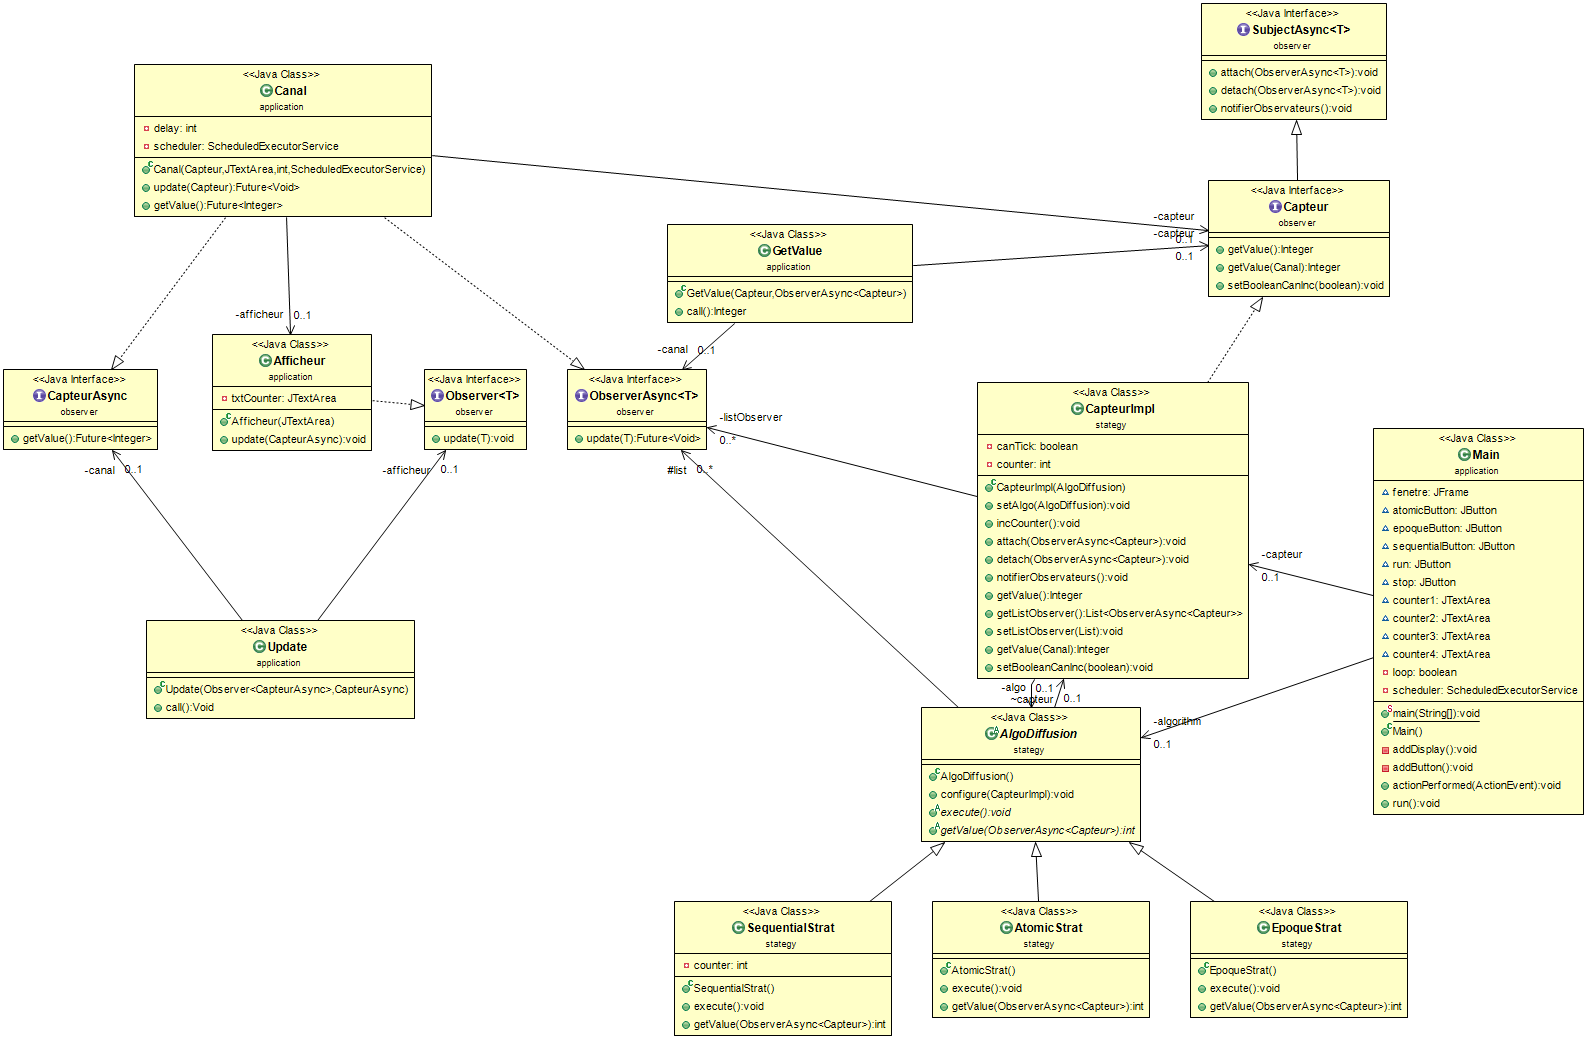 <<Java Interface>>
SubjectAsync<T>
observer
attach(ObserverAsync<T>):void
detach(ObserverAsync<T>):void
notifierObservateurs():void
<<Java Class>>
Canal
application
delay: int
scheduler: ScheduledExecutorService
Canal(Capteur,JTextArea,int,ScheduledExecutorService)
update(Capteur):Future<Void>
getValue():Future<Integer>
<<Java Interface>>
Capteur
observer
getValue():Integer
getValue(Canal):Integer
setBooleanCanInc(boolean):void
-capteur
0..1
-capteur
0..1
<<Java Class>>
GetValue
application
GetValue(Capteur,ObserverAsync<Capteur>)
call():Integer
-afficheur
0..1
-canal
0..1
<<Java Class>>
Afficheur
application
txtCounter: JTextArea
Afficheur(JTextArea)
update(CapteurAsync):void
<<Java Interface>>
CapteurAsync
observer
getValue():Future<Integer>
<<Java Interface>>
Observer<T>
observer
update(T):void
<<Java Interface>>
ObserverAsync<T>
observer
update(T):Future<Void>
-listObserver
0..*
-canal
0..1
-afficheur
0..1
#list
0..*
<<Java Class>>
CapteurImpl
stategy
canTick: boolean
counter: int
CapteurImpl(AlgoDiffusion)
setAlgo(AlgoDiffusion):void
incCounter():void
attach(ObserverAsync<Capteur>):void
detach(ObserverAsync<Capteur>):void
notifierObservateurs():void
getValue():Integer
getListObserver():List<ObserverAsync<Capteur>>
setListObserver(List):void
getValue(Canal):Integer
setBooleanCanInc(boolean):void
<<Java Class>>
Main
application
fenetre: JFrame
atomicButton: JButton
epoqueButton: JButton
sequentialButton: JButton
run: JButton
stop: JButton
counter1: JTextArea
counter2: JTextArea
counter3: JTextArea
counter4: JTextArea
loop: boolean
scheduler: ScheduledExecutorService
main(String[]):void
Main()
addDisplay():void
addButton():void
actionPerformed(ActionEvent):void
run():void
-capteur
0..1
<<Java Class>>
Update
application
Update(Observer<CapteurAsync>,CapteurAsync)
call():Void
-algo
0..1
~capteur
0..1
-algorithm
0..1
<<Java Class>>
AlgoDiffusion
stategy
AlgoDiffusion()
configure(CapteurImpl):void
execute():void
getValue(ObserverAsync<Capteur>):int
<<Java Class>>
SequentialStrat
stategy
counter: int
SequentialStrat()
execute():void
getValue(ObserverAsync<Capteur>):int
<<Java Class>>
AtomicStrat
stategy
AtomicStrat()
execute():void
getValue(ObserverAsync<Capteur>):int
<<Java Class>>
EpoqueStrat
stategy
EpoqueStrat()
execute():void
getValue(ObserverAsync<Capteur>):int